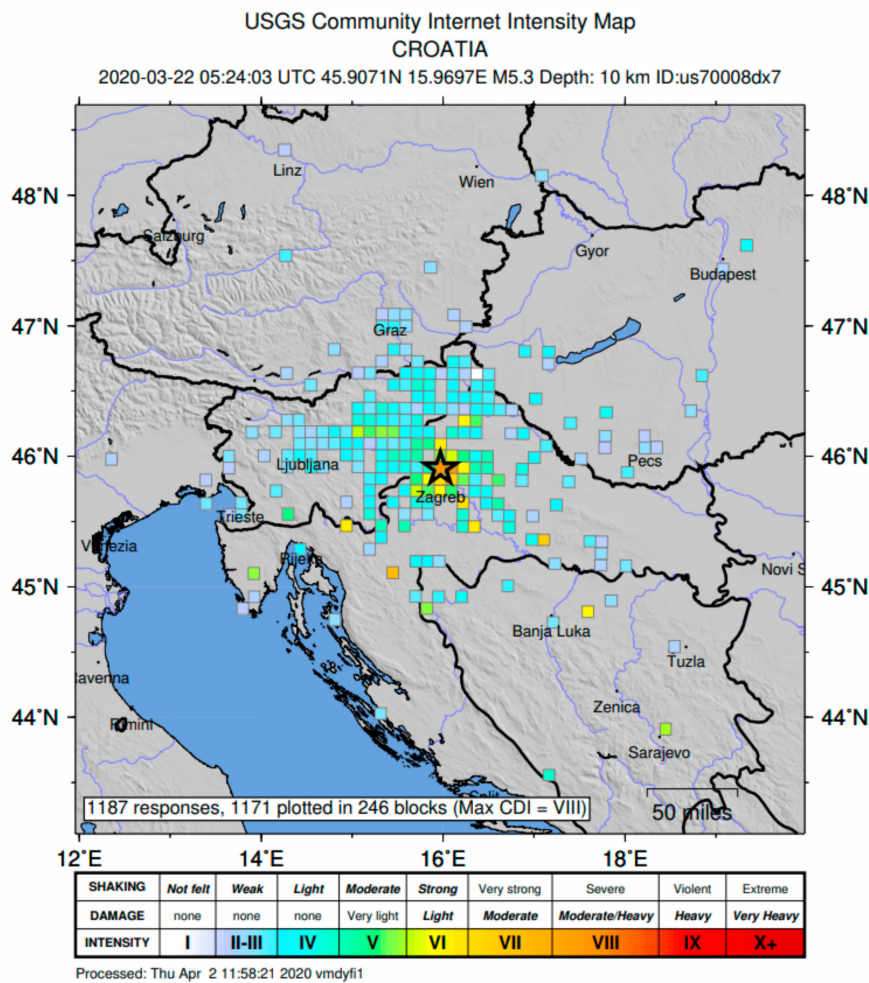 USGS Community Internet Intensity Map
CROATIA
2020-03-22 05:24:03 UTC 45.9071N 15.9697E M5.3 Depth: 10 km ID:us70008dx7
Linz
Wien
48°N 48°N
Salzburg
Gyor
Budapest
47°N 47°N
Graz
46°N 46°N
Ljubljana
Pecs
Zagreb
Trieste
Venezia
Rijeka
Novi S
45°N 45°N
Banja Luka
Tuzla
avenna
Zenica
44°N 44°N
Rimini
Sarajevo
Split
1187 responses, 1171 plotted in 246 blocks (Max CDI = VIII)
50 miles
12°E 14°E 16°E 18°E
SHAKING Not felt Weak Light Moderate Strong Very strong Severe Violent Extreme
DAMAGE none none none Very light Light Moderate Moderate/Heavy Heavy Very Heavy
INTENSITY I II-III IV V VI VII VIII IX X+
Processed: Thu Apr 2 11:58:21 2020 vmdyfi1